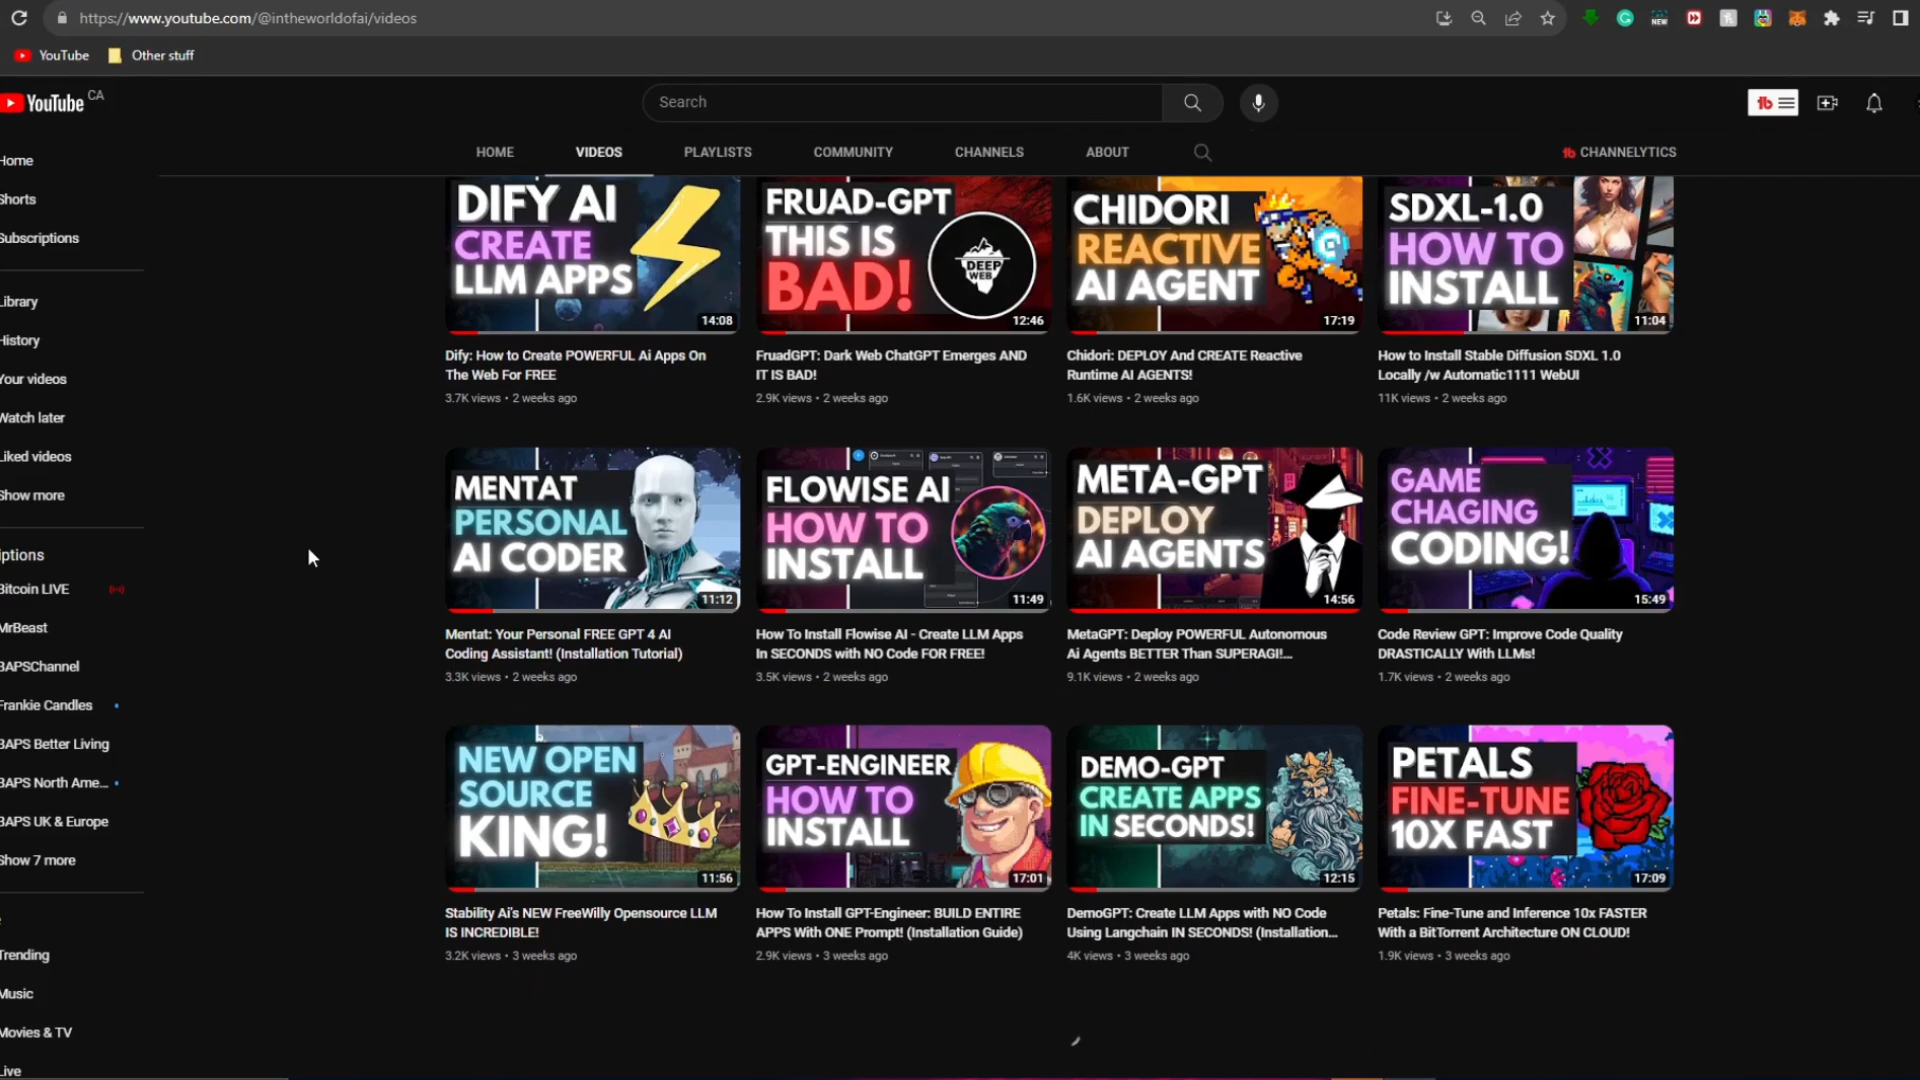 https://www.youtube.com/@intheworldofai/videos
NEW
YouTube
Other stuff
YouTube CA
Search
HOME
VIDEOS
PLAYLISTS
COMMUNITY
CHANNELS
ABOUT
CHANNELYTICS
Home
Shorts
Subscriptions
Library
History
Your videos
Watch later
Liked videos
Show more
iptions
Bitcoin LIVE
MrBeast
BAPSChannel
Frankie Candles
BAPS Better Living
BAPS North Ame...
BAPS UK & Europe
Show 7 more
Trending
Music
Movies & TV
Live
DIFY AI
CREATE
LLM APPS
14:08
Dify: How to Create POWERFUL Ai Apps On
The Web For FREE
3.7K views • 2 weeks ago
FRUAD-GPT
THIS IS
BAD!
DEEP
WEB
12:46
FruadGPT: Dark Web ChatGPT Emerges AND
IT IS BAD!
2.9K views • 2 weeks ago
CHIDORI
REACTIVE
AI AGENT
17:19
Chidori: DEPLOY And CREATE Reactive
Runtime AI AGENTS!
1.6K views • 2 weeks ago
SDXL-1.0
HOW TO
INSTALL
11:04
How to Install Stable Diffusion SDXL 1.0
Locally /w Automatic1111 WebUI
11K views • 2 weeks ago
MENTAT
PERSONAL
AI CODER
11:12
Mentat: Your Personal FREE GPT 4 AI
Coding Assistant! (Installation Tutorial)
3.3K views • 2 weeks ago
FLOWISE AI
HOW TO
INSTALL
11:49
How To Install Flowise AI - Create LLM Apps
In SECONDS with NO Code FOR FREE!
3.5K views • 2 weeks ago
META-GPT
DEPLOY
AI AGENTS
14:56
MetaGPT: Deploy POWERFUL Autonomous
Ai Agents BETTER Than SUPERAGI!...
9.1K views • 2 weeks ago
GAME
CHAGING
CODING!
15:49
Code Review GPT: Improve Code Quality
DRASTICALLY With LLMs!
1.7K views • 2 weeks ago
NEW OPEN
SOURCE
KING!
11:56
Stability Ai's NEW FreeWilly Opensource LLM
IS INCREDIBLE!
3.2K views • 3 weeks ago
GPT-ENGINEER
HOW TO
INSTALL
17:01
How To Install GPT-Engineer: BUILD ENTIRE
APPS With ONE Prompt! (Installation Guide)
2.9K views • 3 weeks ago
DEMO-GPT
CREATE APPS
IN SECONDS!
12:15
DemoGPT: Create LLM Apps with NO Code
Using Langchain IN SECONDS! (Installation...
4K views • 3 weeks ago
PETALS
FINE-TUNE
10X FAST
17:09
Petals: Fine-Tune and Inference 10x FASTER
With a BitTorrent Architecture ON CLOUD!
1.9K views • 3 weeks ago